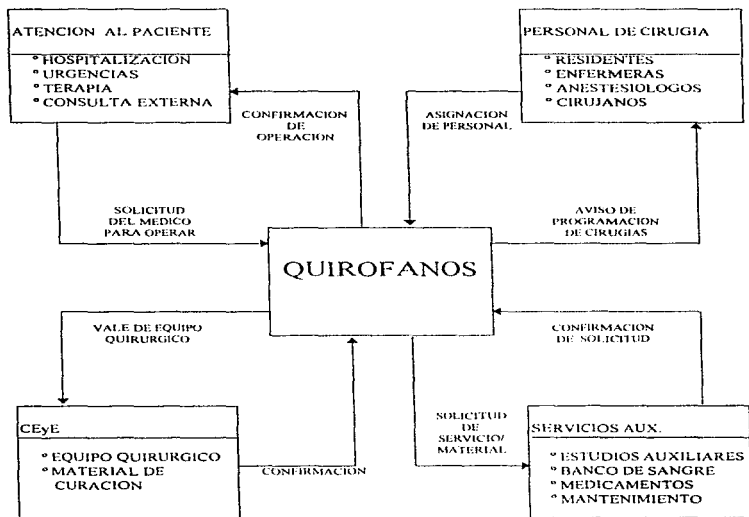 ATENCION AL PACIENTE
° HOSPITALIZACION
° URGENCIAS
° TERAPIA
° CONSULTA EXTERNA
PERSONAL DE CIRUGIA
° RESIDENTES
° ENFERMERAS
° ANESTESIOLOGOS
° CIRUJANOS
CONFIRMACION
DE
OPERACION
ASIGNACION
DE PERSONAL
SOLICITUD
DEL MEDICO
PARA OPERAR
AVISO DE
PROGRAMACION
DE CIRUGIAS
QUIROFANOS
VALE DE EQUIPO
QUIRURGICO
CONFIRMACION
DE SOLICITUD
CEyE
° EQUIPO QUIRURGICO
° MATERIAL DE
CURACION
CONFIRMACION
SOLICITUD
DE
SERVICIO/
MATERIAL
SERVICIOS AUX.
° ESTUDIOS AUXILIARES
° BANCO DE SANGRE
° MEDICAMENTOS
° MANTENIMIENTO